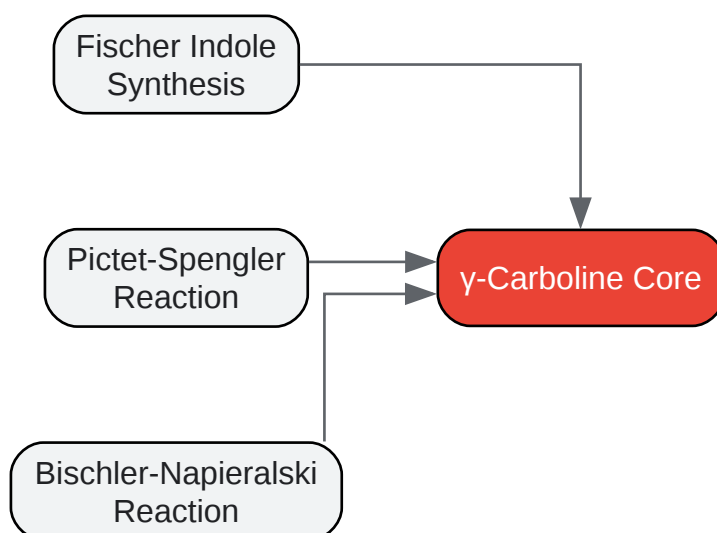 Fischer Indole
Synthesis
Pictet-Spengler
Reaction
γ-Carboline Core
Bischler-Napieralski
Reaction